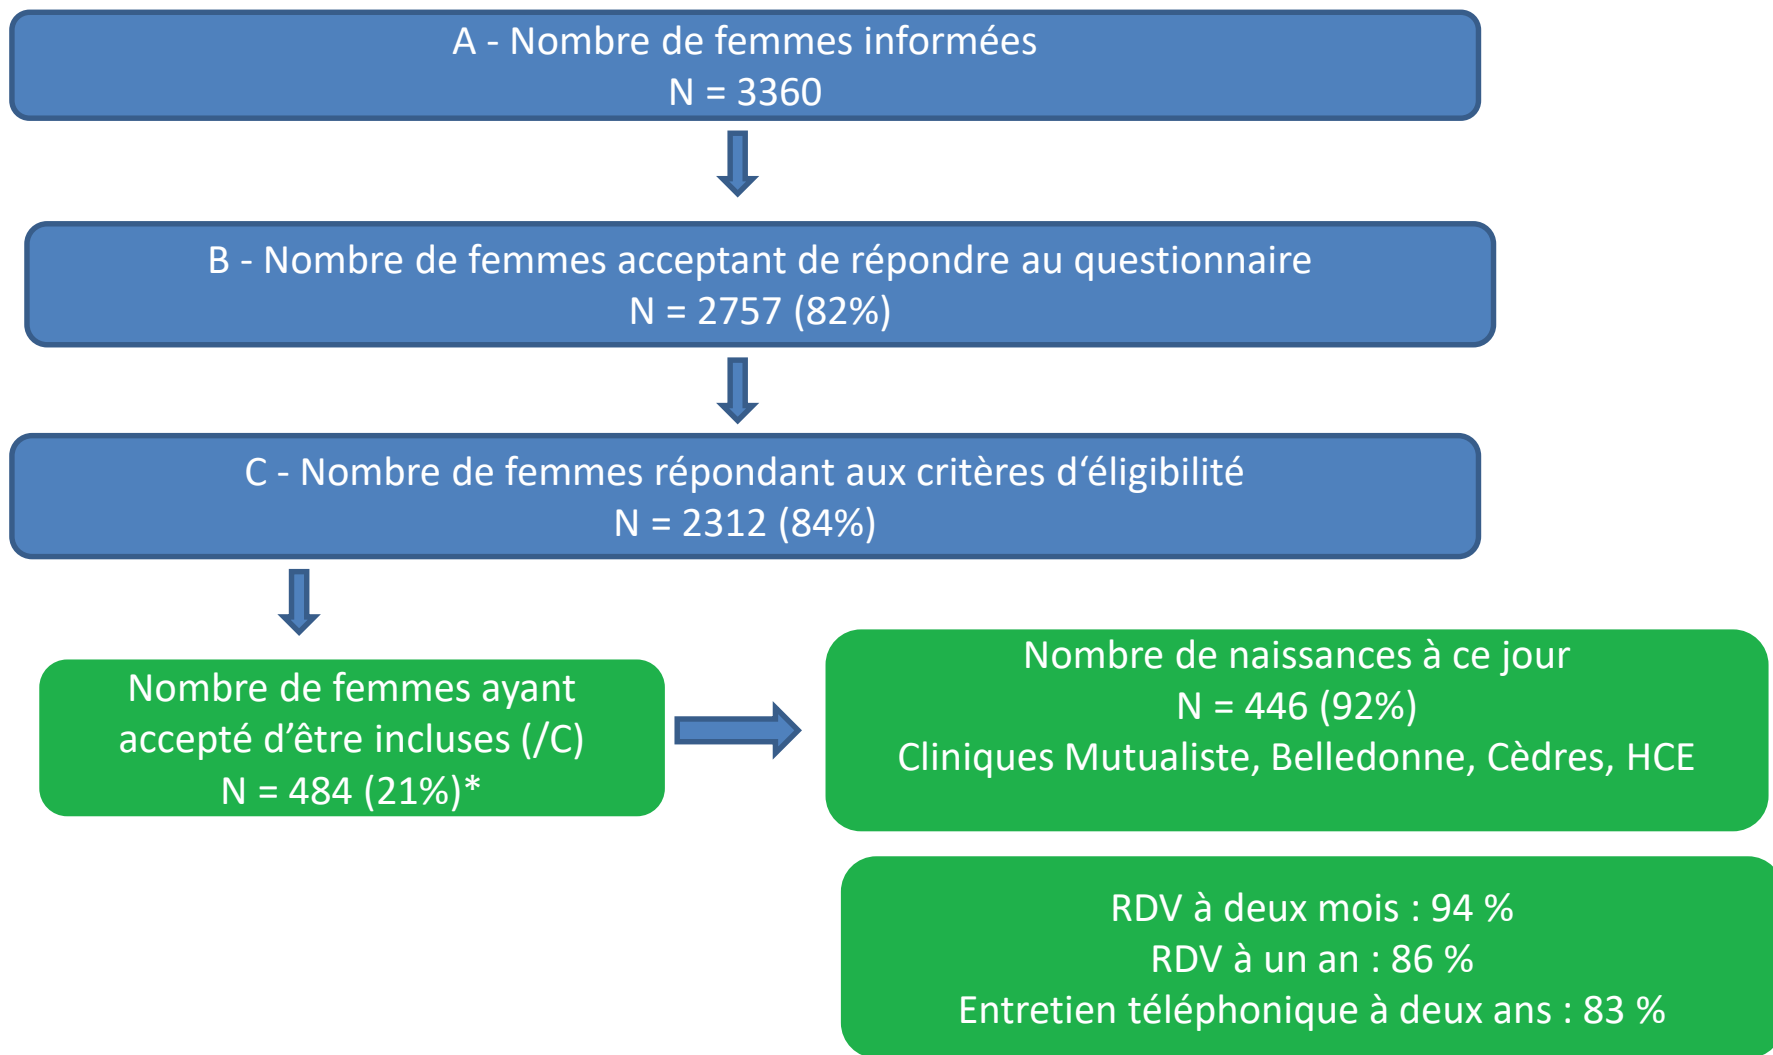 A - Nombre de femmes informées
N = 3360
B - Nombre de femmes acceptant de répondre au questionnaire
N = 2757 (82%)
C - Nombre de femmes répondant aux critères d‘éligibilité
N = 2312 (84%)
Nombre de femmes ayant
accepté d’être incluses (/C)
N = 484 (21%)*
Nombre de naissances à ce jour
N = 446 (92%)
Cliniques Mutualiste, Belledonne, Cèdres, HCE
RDV à deux mois : 94 %
RDV à un an : 86 %
Entretien téléphonique à deux ans : 83 %